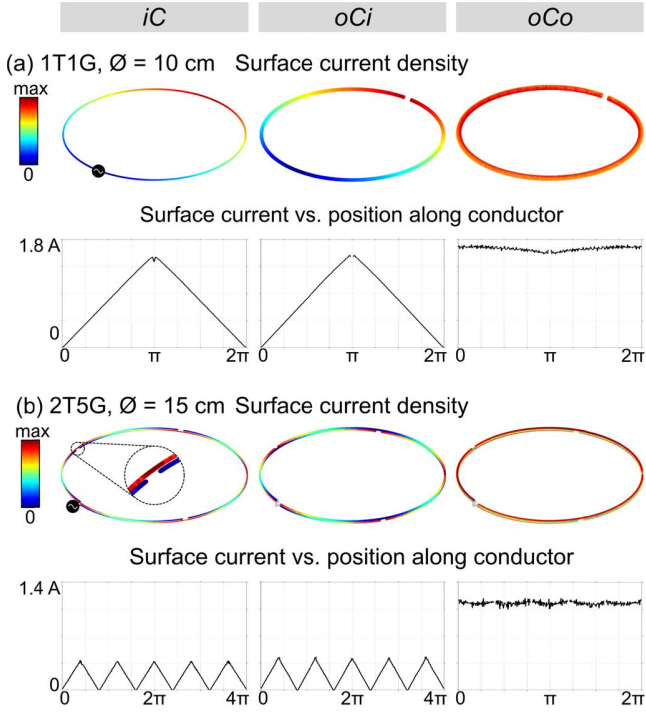 iC oCi oCo
(a) 1T1G, Ø = 10 cm Surface current density
max
0
Surface current vs. position along conductor
1.8 A
0
0 π 2π 0 π 2π 0 π 2π
(b) 2T5G, Ø = 15 cm Surface current density
max
0
Surface current vs. position along conductor
1.4 A
0
0 2π 4π 0 2π 4π 0 π 2π